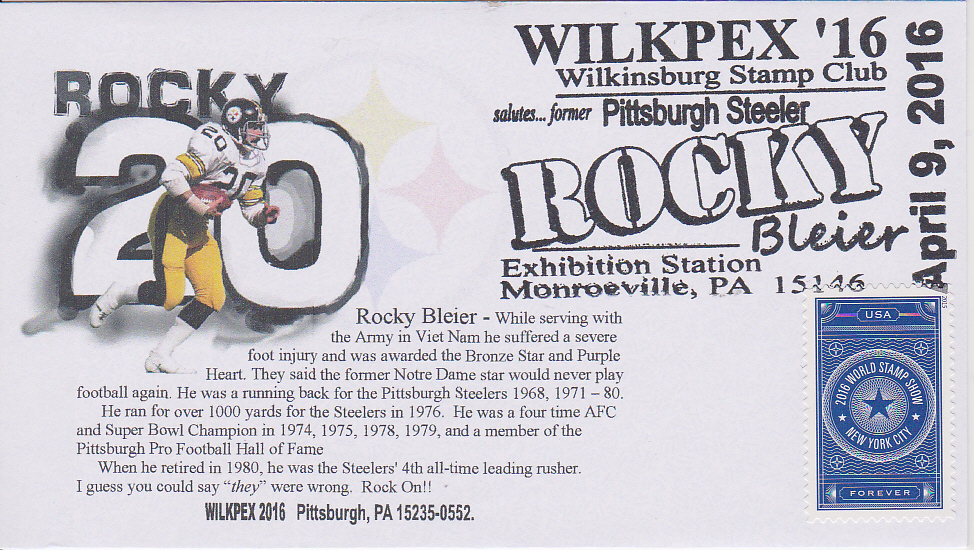 ROCKY
20
20
20
WILKPEX '16
Wilkinsburg Stamp Club
salutes... former Pittsburgh Steeler
ROCKY
Bleier
Exhibition Station
Monroeville, PA 15146
April 9, 2016
Rocky Bleier - While serving with
the Army in Viet Nam he suffered a severe
foot injury and was awarded the Bronze Star and Purple
Heart. They said the former Notre Dame star would never play
football again. He was a running back for the Pittsburgh Steelers 1968, 1971 – 80.
He ran for over 1000 yards for the Steelers in 1976. He was a four time AFC
and Super Bowl Champion in 1974, 1975, 1978, 1979, and a member of the
Pittsburgh Pro Football Hall of Fame
When he retired in 1980, he was the Steelers' 4th all-time leading rusher.
I guess you could say “they” were wrong. Rock On!!
WILKPEX 2016 Pittsburgh, PA 15235-0552.
2015
USA
2016 WORLD STAMP SHOW
NEW YORK CITY
FOREVER